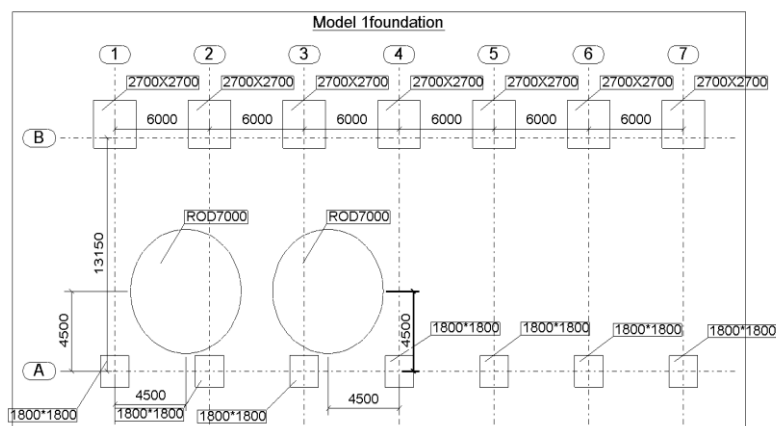 Model 1foundation
1 2 3 4 5 6 7
2700X2700 2700X2700 2700X2700 2700X2700 2700X2700 2700X2700 2700X2700
6000 6000 6000 6000 6000 6000
B
ROD7000 ROD7000
13150
4500 4500
1800*1800 1800*1800 1800*1800 1800*1800
A
4500 4500
1800*1800 1800*1800 1800*1800